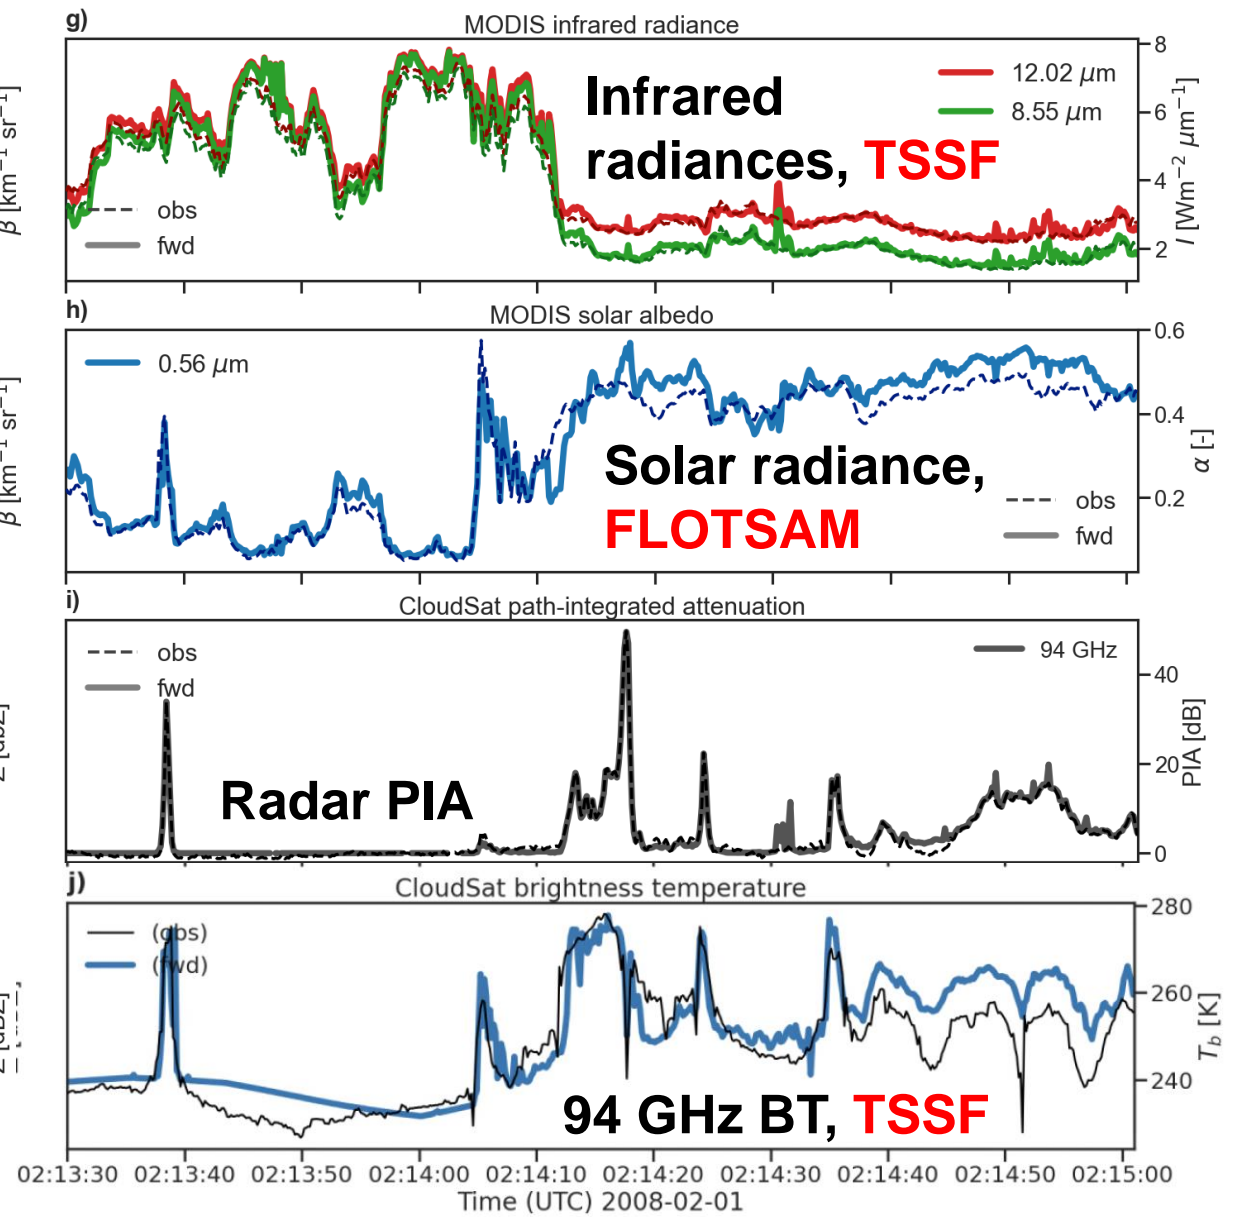 g)
MODIS infrared radiance
β [km⁻¹ sr⁻¹]
Infrared
radiances, TSSF
12.02 μm
8.55 μm
obs
fwd
8
6
4
2
I [Wm⁻² μm⁻¹]
h)
MODIS solar albedo
β [km⁻¹ sr⁻¹]
0.56 μm
Solar radiance,
FLOTSAM
obs
fwd
0.6
0.4
0.2
α [-]
i)
CloudSat path-integrated attenuation
obs
fwd
94 GHz
Radar PIA
40
20
0
PIA [dB]
j)
CloudSat brightness temperature
(obs)
(fwd)
94 GHz BT, TSSF
280
260
240
T_b [K]
02:13:30 02:13:40 02:13:50 02:14:00 02:14:10 02:14:20 02:14:30 02:14:40 02:14:50 02:15:00
Time (UTC) 2008-02-01